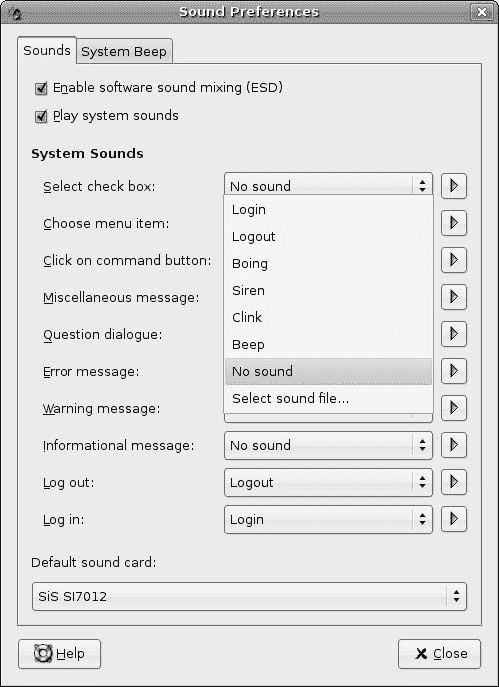 Sound Preferences
Sounds
System Beep
Enable software sound mixing (ESD)
Play system sounds
System Sounds
Select check box:
No sound
Login
Choose menu item:
Logout
Click on command button:
Boing
Siren
Miscellaneous message:
Clink
Question dialogue:
Beep
Error message:
No sound
Select sound file...
Warning message:
Informational message:
No sound
Log out:
Logout
Log in:
Login
Default sound card:
SiS SI7012
Help
Close